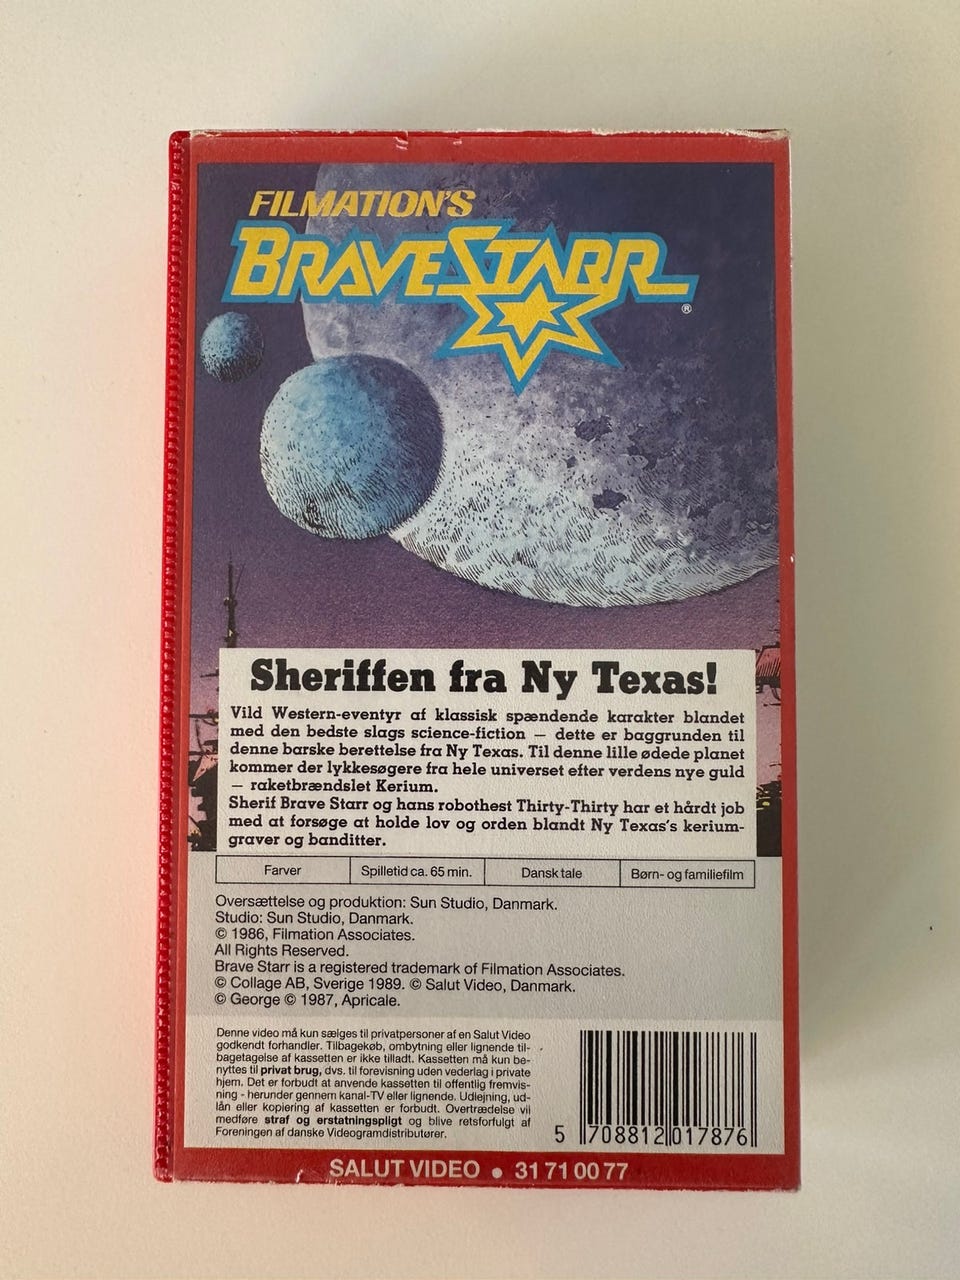 FILMATION'S
BRAVESTARR
®
Sheriffen fra Ny Texas!
Vild Western-eventyr af klassisk spændende karakter blandet
med den bedste slags science-fiction — dette er baggrunden til
denne barske berettelse fra Ny Texas. Til denne lille ødede planet
kommer der lykkesøgere fra hele universet efter verdens nye guld
— raketbrændslet Kerium.
Sherif Brave Starr og hans robothest Thirty-Thirty har et hårdt job
med at forsøge at holde lov og orden blandt Ny Texas's kerium-
graver og banditter.
Farver Spilletid ca. 65 min. Dansk tale Børn- og familiefilm
Oversættelse og produktion: Sun Studio, Danmark.
Studio: Sun Studio, Danmark.
© 1986, Filmation Associates.
All Rights Reserved.
Brave Starr is a registered trademark of Filmation Associates.
© Collage AB, Sverige 1989. © Salut Video, Danmark.
© George © 1987, Apricale.
Denne video må kun sælges til privatpersoner af en Salut Video
godkendt forhandler. Tilbagekøb, ombytning eller lignende til-
bagetagelse af kassetten er ikke tilladt. Kassetten må kun be-
nyttes til privat brug, dvs. til forevisning uden vederlag i private
hjem. Det er forbudt at anvende kassetten til offentlig fremvis-
ning - herunder gennem kanal-TV eller lignende. Udlejning, ud-
lån eller kopiering af kassetten er forbudt. Overtrædelse vil
medføre straf og erstatningspligt og blive retsforfulgt af
Foreningen af danske Videogramdistributører.
5 708812 017876
SALUT VIDEO • 31 71 00 77